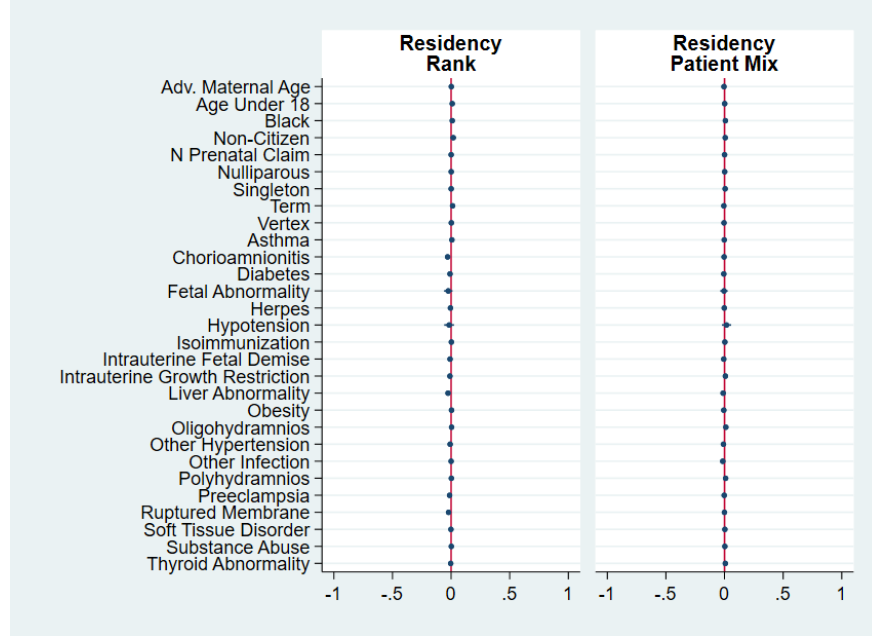 Residency
Rank
Residency
Patient Mix
Adv. Maternal Age
Age Under 18
Black
Non-Citizen
N Prenatal Claim
Nulliparous
Singleton
Term
Vertex
Asthma
Chorioamnionitis
Diabetes
Fetal Abnormality
Herpes
Hypotension
Isoimmunization
Intrauterine Fetal Demise
Intrauterine Growth Restriction
Liver Abnormality
Obesity
Oligohydramnios
Other Hypertension
Other Infection
Polyhydramnios
Preeclampsia
Ruptured Membrane
Soft Tissue Disorder
Substance Abuse
Thyroid Abnormality
-1 -.5 0 .5 1
-1 -.5 0 .5 1